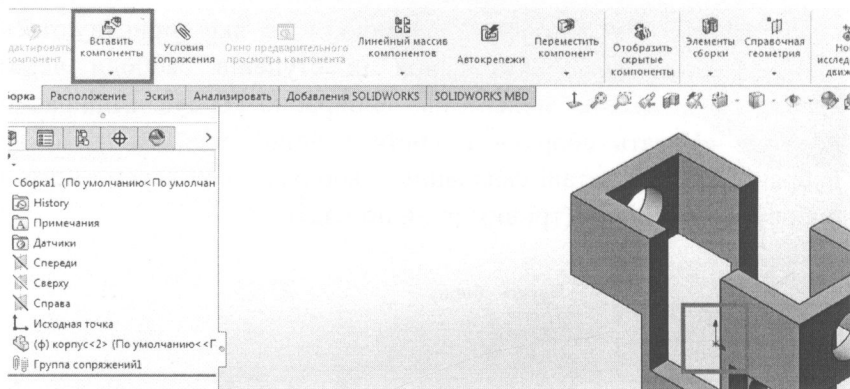 Вставить
компоненты
Условия
сопряжения
Окно предварительного
просмотра компонента
Линейный массив
компонентов
Автокрепежи
Переместить
компонент
Отобразить
скрытые
компоненты
Элементы
сборки
Справочная
геометрия
Расположение Эскиз Анализировать Добавления SOLIDWORKS SOLIDWORKS MBD
Сборка1 (По умолчанию<По умолчан
History
Примечания
Датчики
Спереди
Сверху
Справа
Исходная точка
(ф) корпус<2> (По умолчанию<<Г
Группа сопряжений1